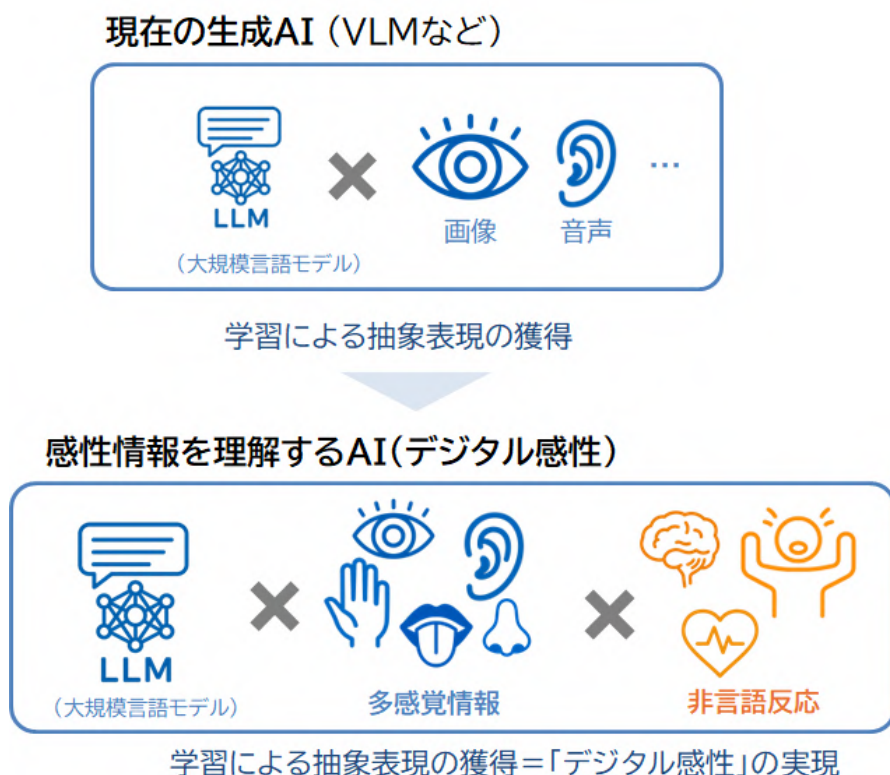 現在の生成AI（VLMなど）
LLM
（大規模言語モデル）
画像
音声
…
学習による抽象表現の獲得
感性情報を理解するAI（デジタル感性）
LLM
（大規模言語モデル）
多感覚情報
非言語反応
学習による抽象表現の獲得＝「デジタル感性」の実現